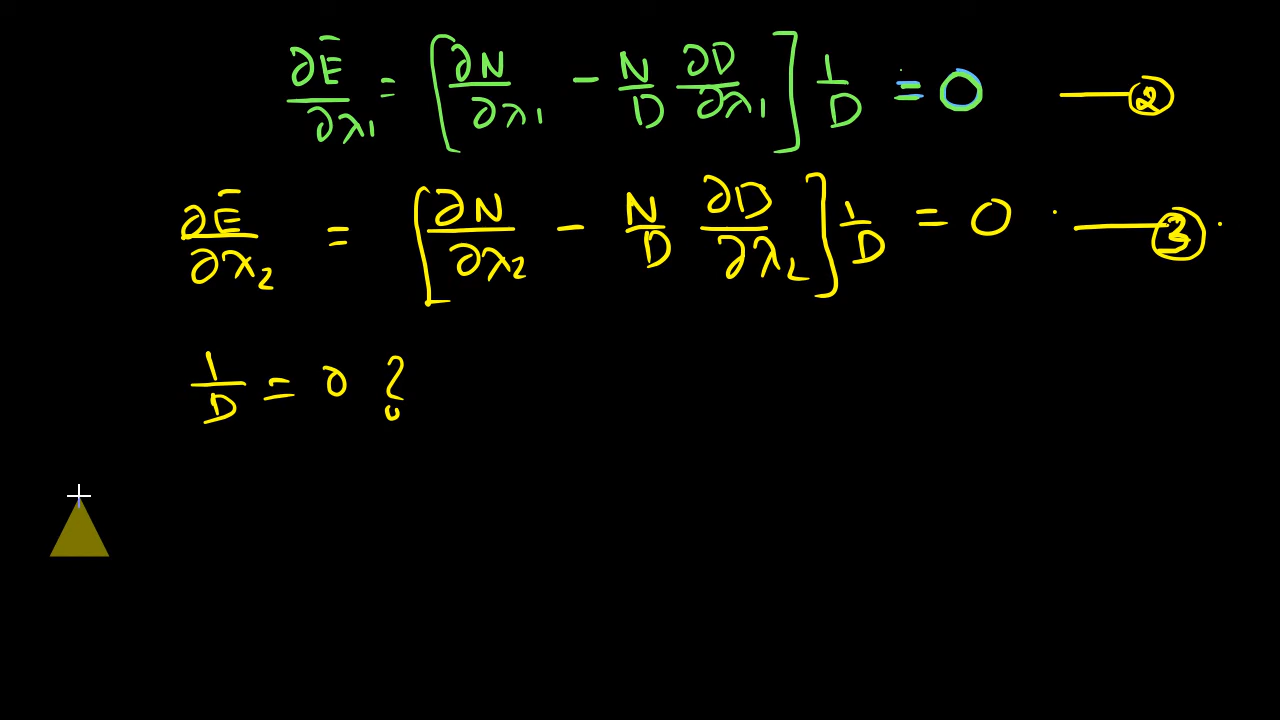 ∂Ē/∂λ₁ = [∂N/∂λ₁ − N/D ∂D/∂λ₁] 1/D = 0 —②
∂Ē/∂λ₂ = [∂N/∂λ₂ − N/D ∂D/∂λ₂] 1/D = 0 . —③.
1/D = 0 ?